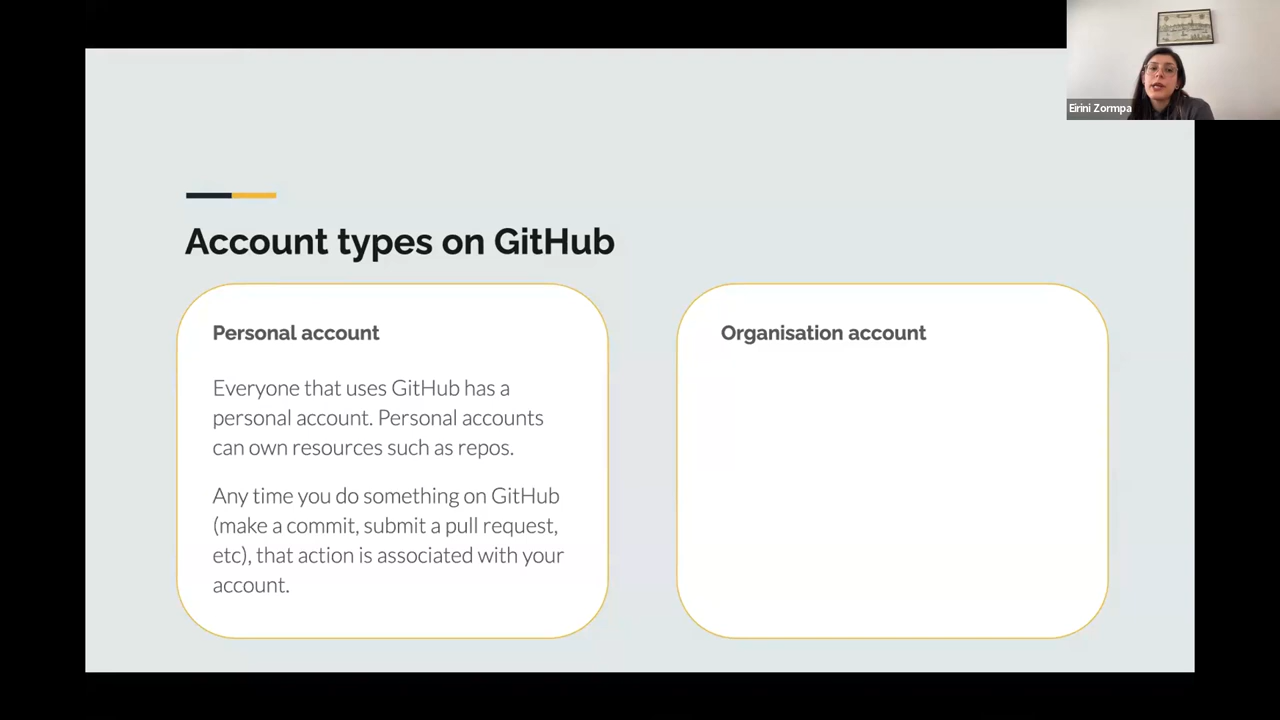 Eirini Zormpa
Account types on GitHub
Personal account
Everyone that uses GitHub has a
personal account. Personal accounts
can own resources such as repos.
Any time you do something on GitHub
(make a commit, submit a pull request,
etc), that action is associated with your
account.
Organisation account